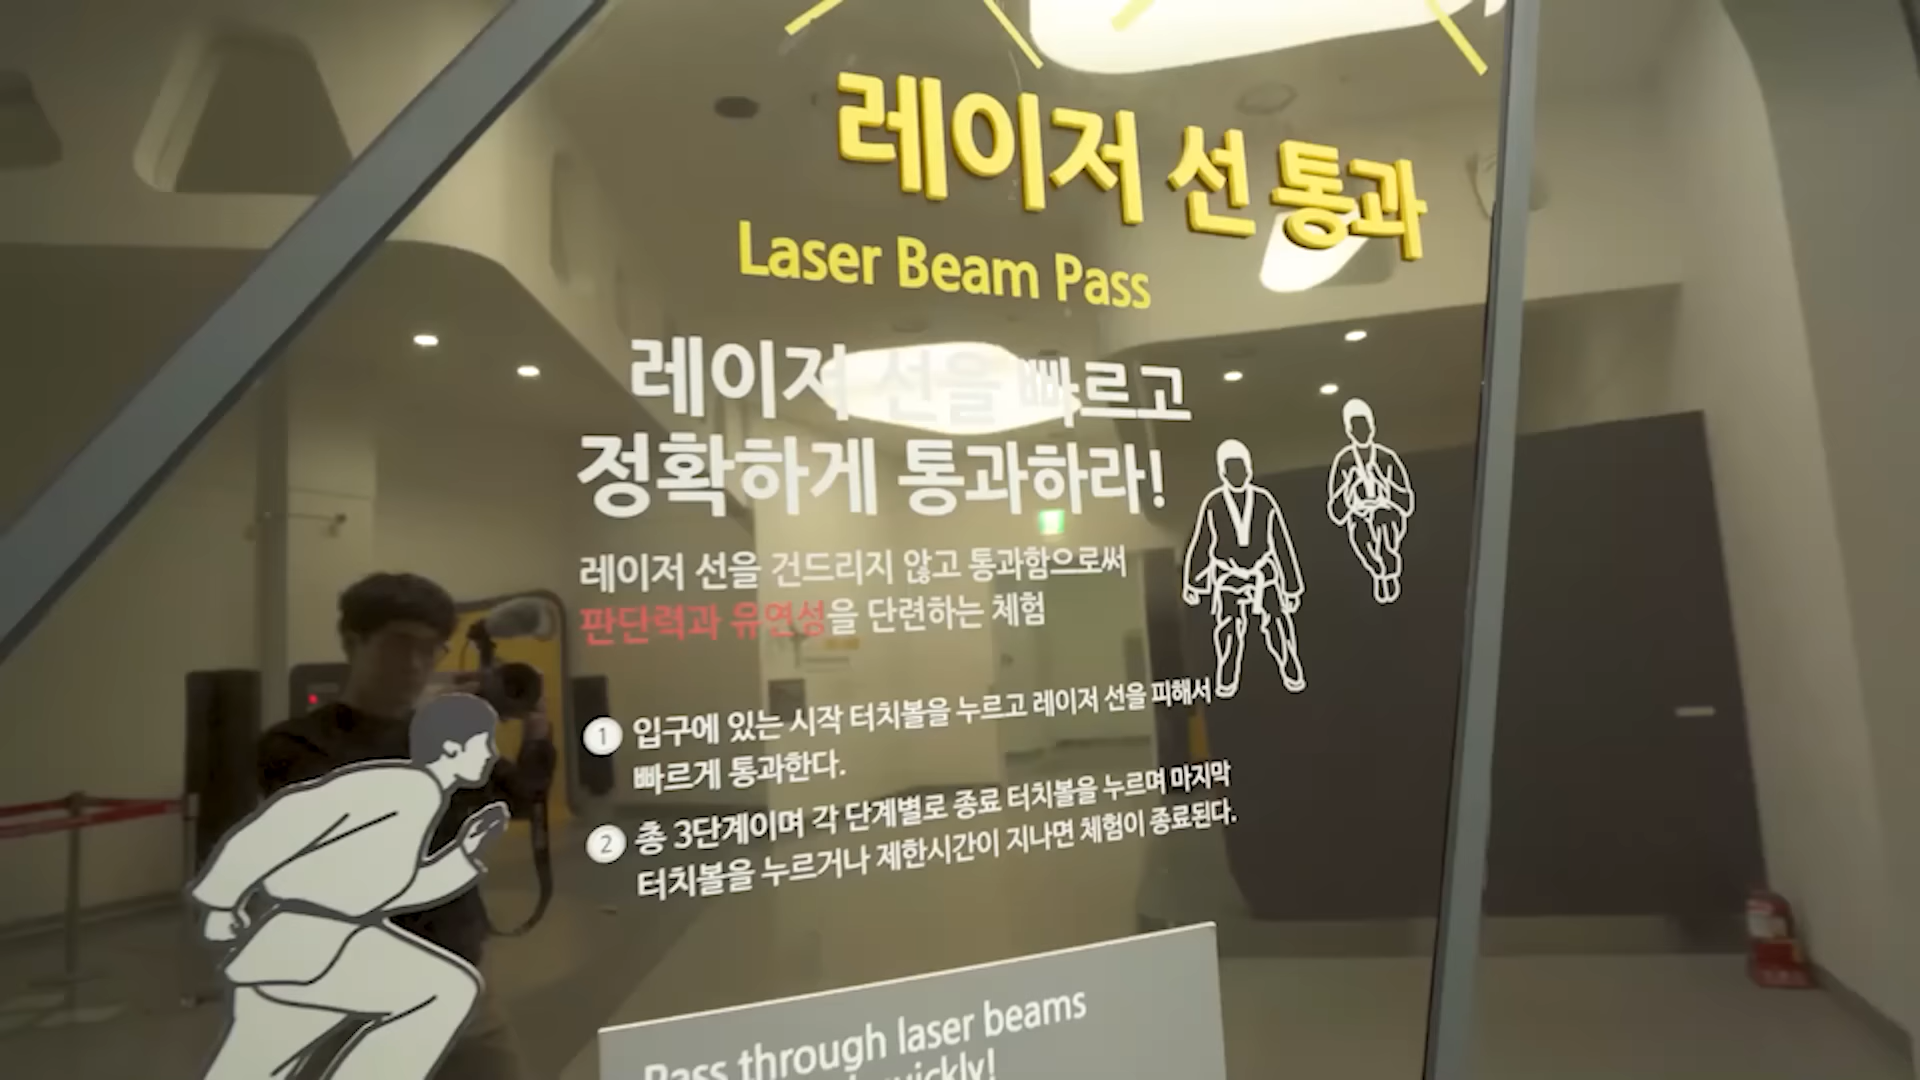 레이저 선 통과
Laser Beam Pass
레이저 선을 빠르고
정확하게 통과하라!
레이저 선을 건드리지 않고 통과함으로써
판단력과 유연성을 단련하는 체험
1 입구에 있는 시작 터치볼을 누르고 레이저 선을 피해서
빠르게 통과한다.
2 총 3단계이며 각 단계별로 종료 터치볼을 누르며 마지막
터치볼을 누르거나 제한시간이 지나면 체험이 종료된다.
Pass through laser beams
quickly!